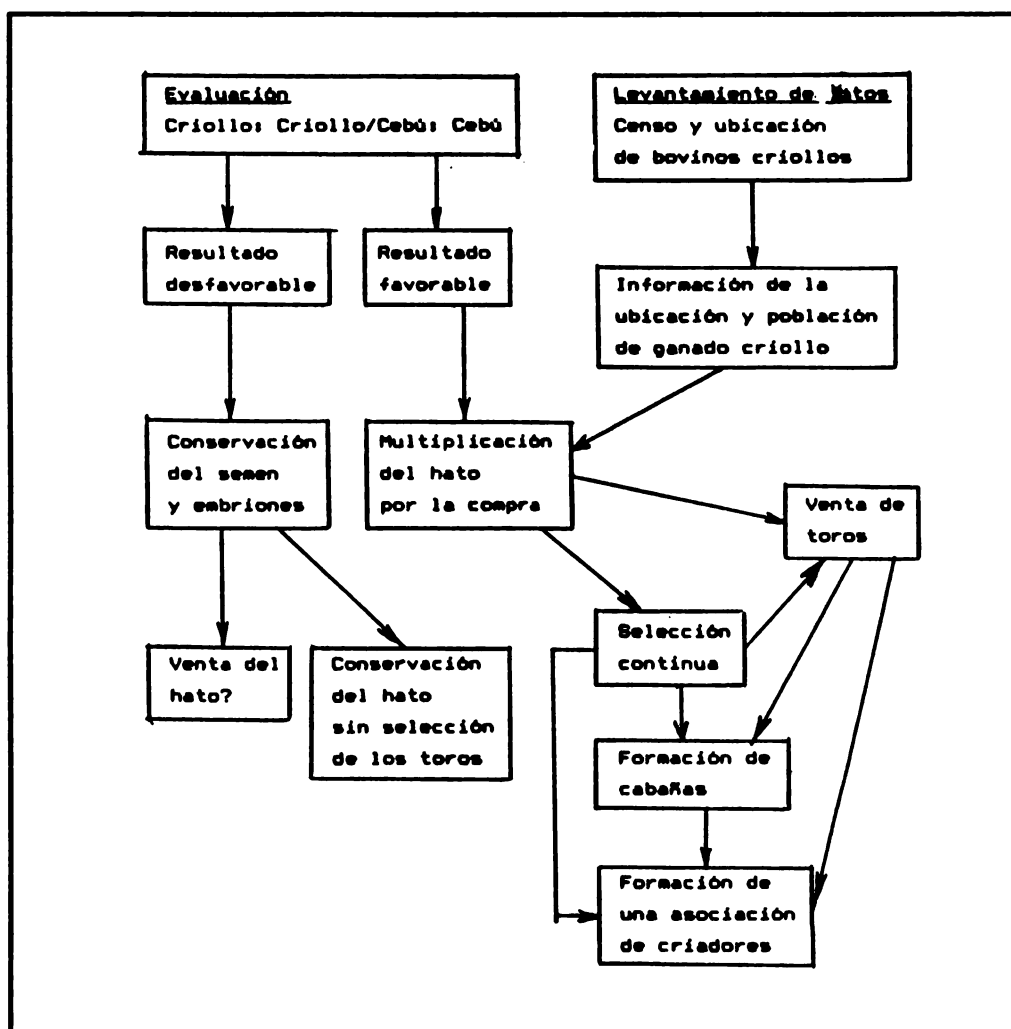 Evaluación
Criollo: Criollo/Cebú: Cebú
Levantamiento de Datos
Censo y ubicación
de bovinos criollos
Resultado
desfavorable
Resultado
favorable
Información de la
ubicación y población
de ganado criollo
Conservación
del semen
y embriones
Multiplicación
del hato
por la compra
Venta de
toros
Selección
continua
Venta del
hato?
Conservación
del hato
sin selección
de los toros
Formación de
cabañas
Formación de
una asociación
de criadores